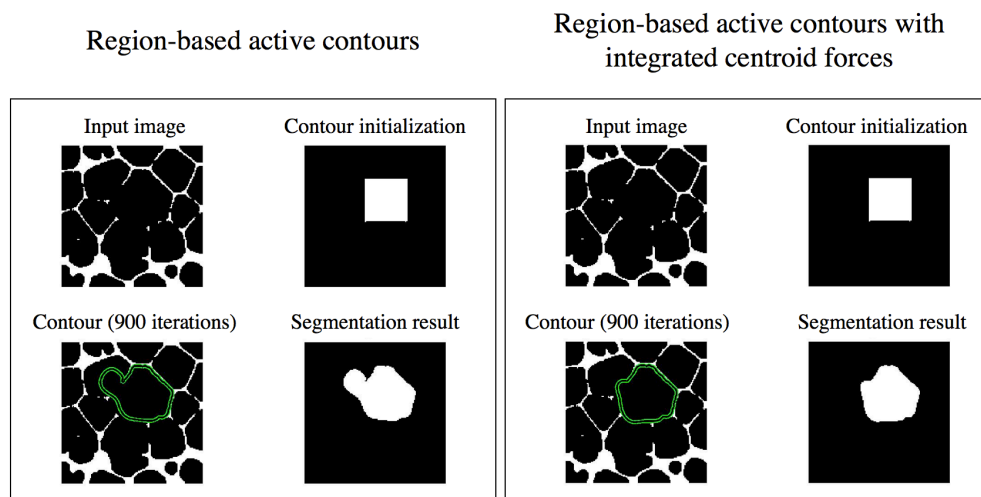 Region-based active contours
Region-based active contours with
integrated centroid forces
Input image
Contour initialization
Contour (900 iterations)
Segmentation result
Input image
Contour initialization
Contour (900 iterations)
Segmentation result